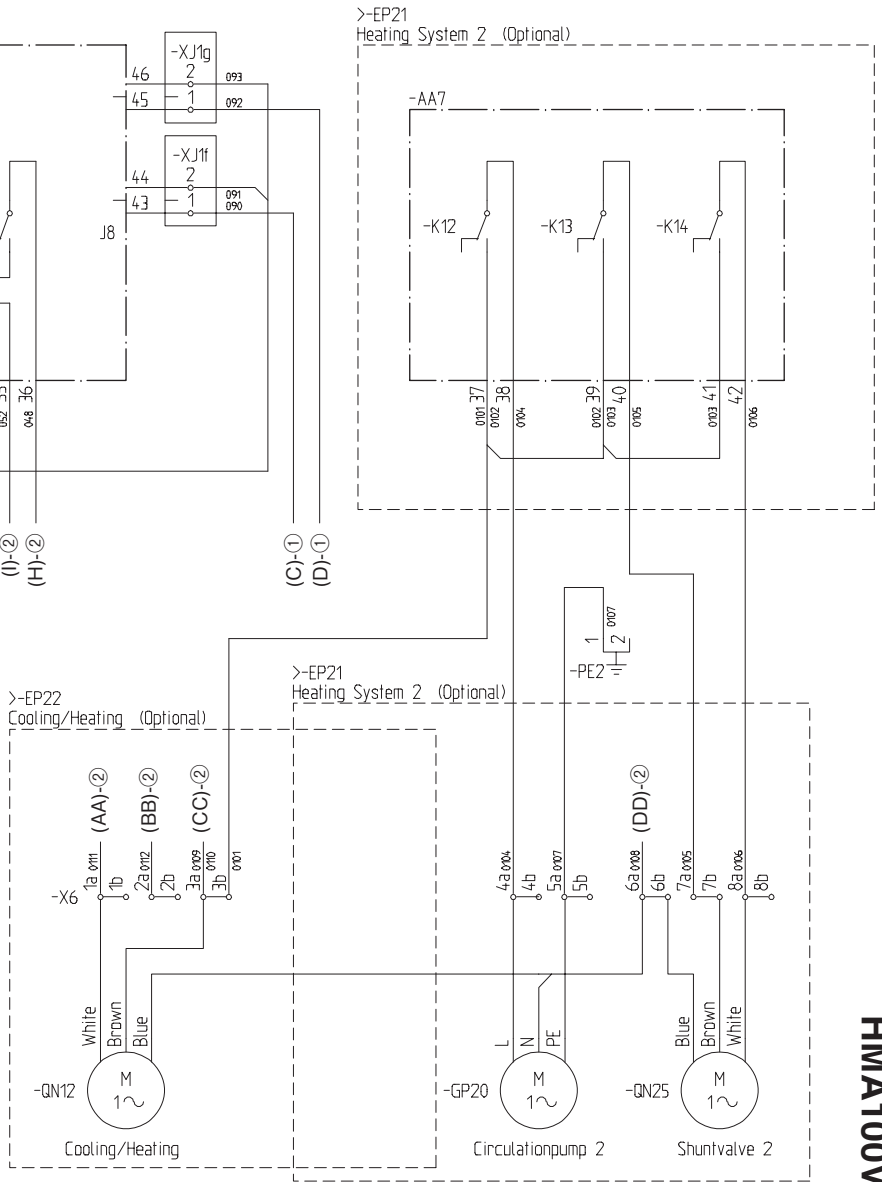 >-EP21
Heating System 2 (Optional)
-XJ1g
2
1
46
45
093
092
-XJ1f
2
1
44
43
091
090
J8
-AA7
-K12
-K13
-K14
35
36
052
048
37
38
39
40
41
42
0101
0102
0104
0102
0103
0105
0103
0106
(I)-②
(H)-②
(C)-①
(D)-①
1
2
0107
-PE2
>-EP21
Heating System 2 (Optional)
>-EP22
Cooling/Heating (Optional)
(AA)-②
(BB)-②
(CC)-②
(DD)-②
-X6
1a 0111
1b
2a 0112
2b
3a 0109
0110
3b
0101
4a 0104
4b
5a 0107
5b
6a 0108
6b
7a 0105
7b
8a 0106
8b
White
Brown
Blue
L
N
PE
Blue
Brown
White
-QN12
M
1~
-GP20
M
1~
-QN25
M
1~
Cooling/Heating
Circulationpump 2
Shuntvalve 2
HMA100V